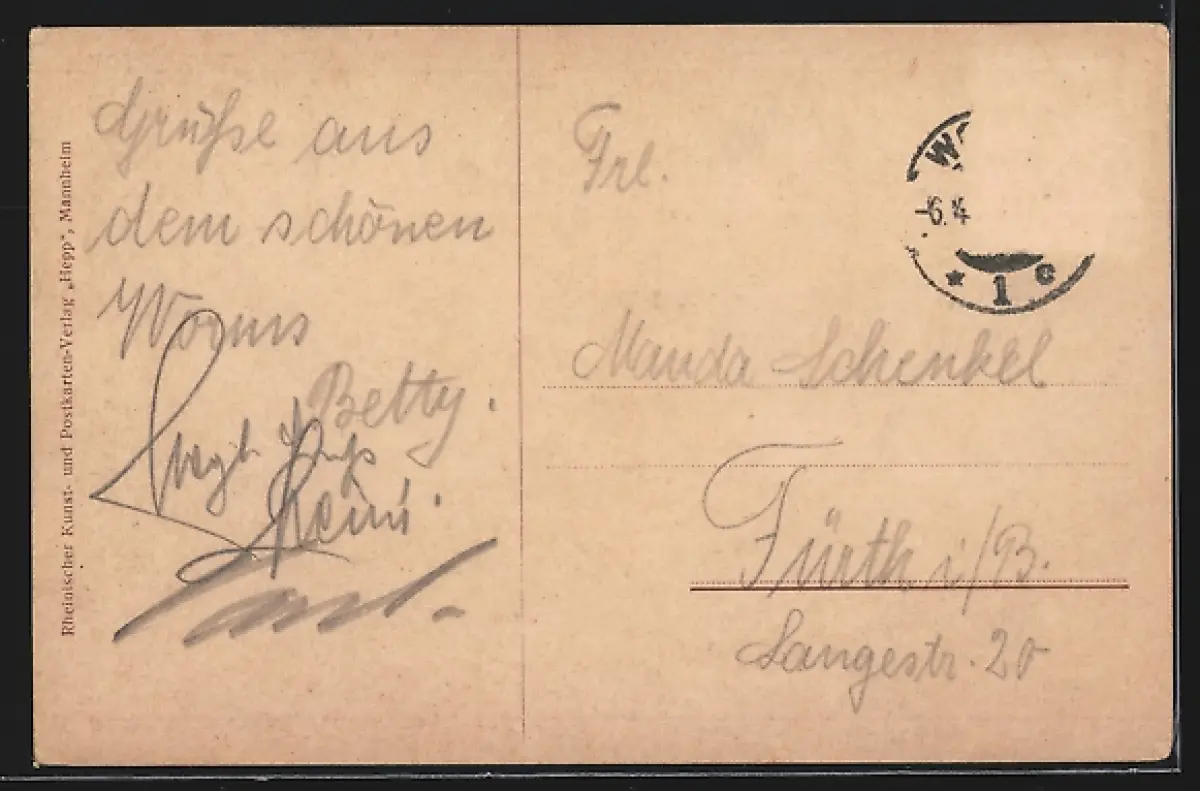 Rheinischer Kunst- und Postkarten-Verlag „Hepp", Mannheim
Grüße aus
dem schönen
Worms
Betty.
Frl.
Manda Schenkel
Fürth i/B.
Langestr. 20
-6.4
* 1 c